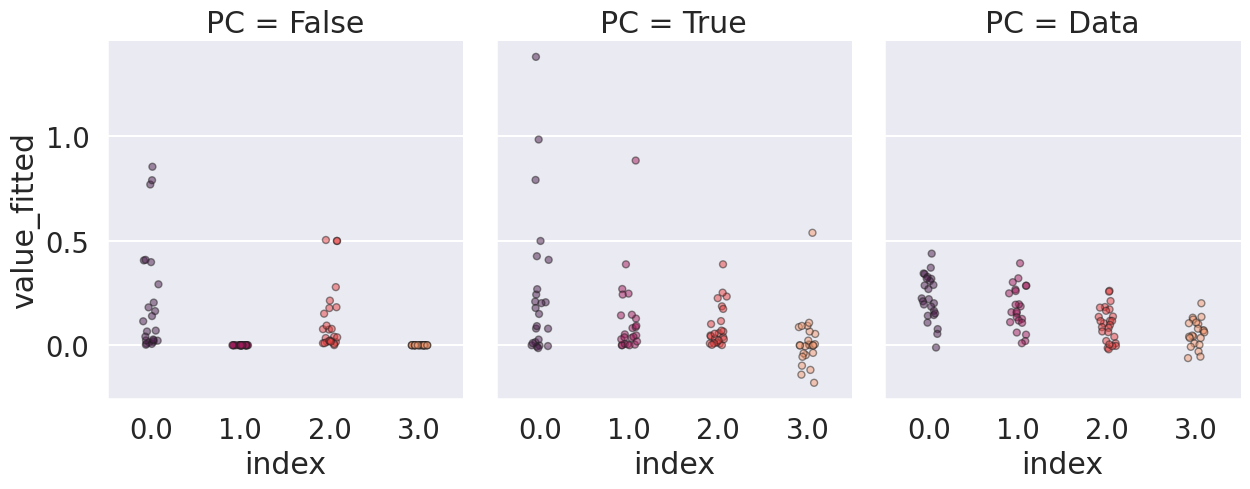 PC = False
PC = True
PC = Data
value_fitted
1.0
0.5
0.0
0.0 1.0 2.0 3.0
0.0 1.0 2.0 3.0
0.0 1.0 2.0 3.0
index
index
index